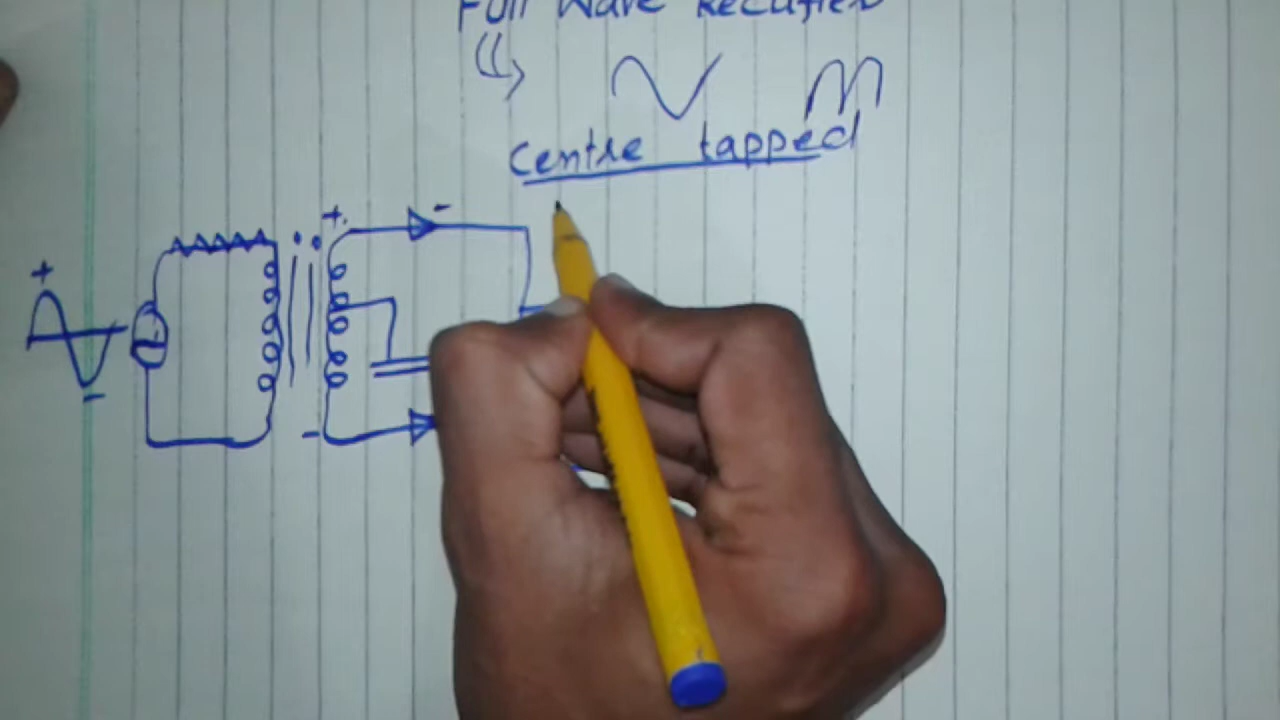 Full Wave Rectifier
Centre tapped
+ -
+
-
-